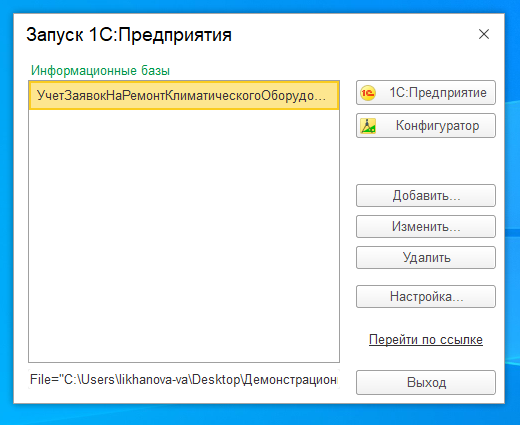 Запуск 1С:Предприятия
Информационные базы
УчетЗаявокНаРемонтКлиматическогоОборудо...
1С:Предприятие
Конфигуратор
Добавить...
Изменить...
Удалить
Настройка...
Перейти по ссылке
File="C:\Users\likhanova-va\Desktop\Демонстрацион
Выход